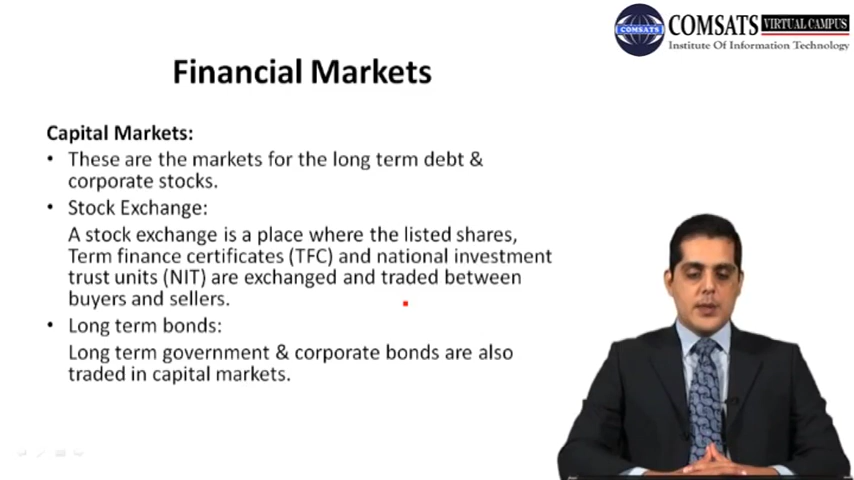 COMSATS VIRTUAL CAMPUS
Institute Of Information Technology
COMSATS
Financial Markets
Capital Markets:
• These are the markets for the long term debt &
corporate stocks.
• Stock Exchange:
A stock exchange is a place where the listed shares,
Term finance certificates (TFC) and national investment
trust units (NIT) are exchanged and traded between
buyers and sellers.
• Long term bonds:
Long term government & corporate bonds are also
traded in capital markets.